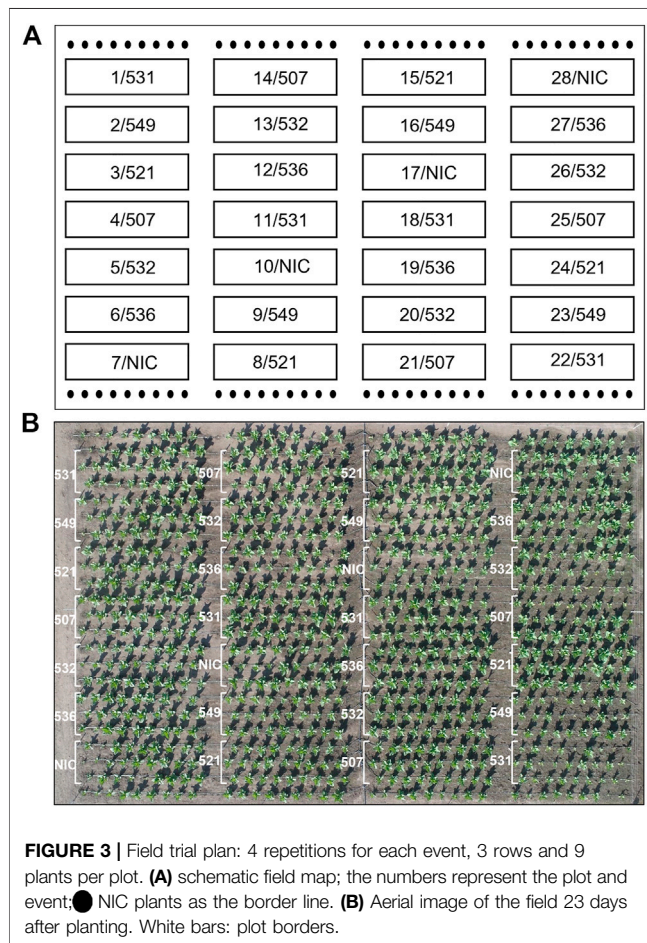 A
1/531 14/507 15/521 28/NIC
2/549 13/532 16/549 27/536
3/521 12/536 17/NIC 26/532
4/507 11/531 18/531 25/507
5/532 10/NIC 19/536 24/521
6/536 9/549 20/532 23/549
7/NIC 8/521 21/507 22/531
B
531 507 521 NIC
549 532 549 536
521 536 NIC 532
507 531 531 507
532 NIC 536 521
536 549 532 549
NIC 521 507 531
FIGURE 3 | Field trial plan: 4 repetitions for each event, 3 rows and 9
plants per plot. (A) schematic field map; the numbers represent the plot and
event; ● NIC plants as the border line. (B) Aerial image of the field 23 days
after planting. White bars: plot borders.